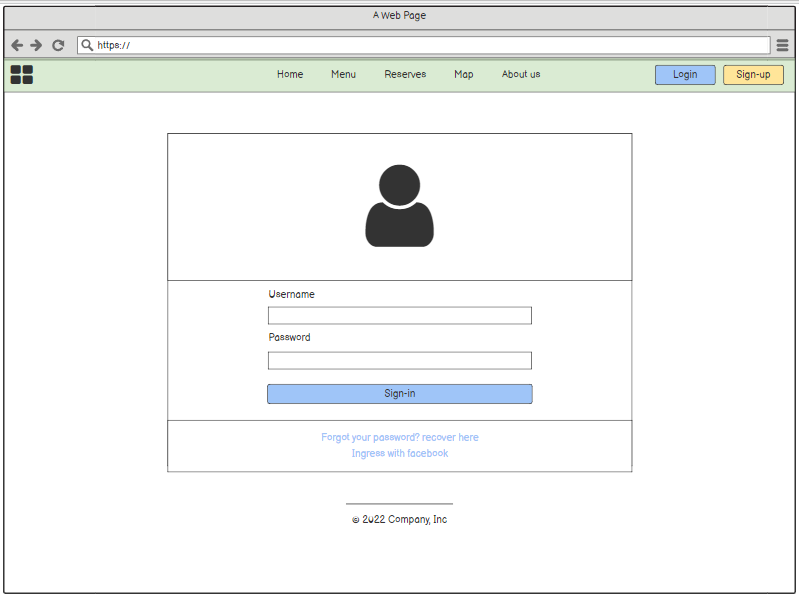 A Web Page
https://
Home Menu Reserves Map About us Login Sign-up
Username
Password
Sign-in
Forgot your password? recover here
Ingress with facebook
© 2022 Company, Inc